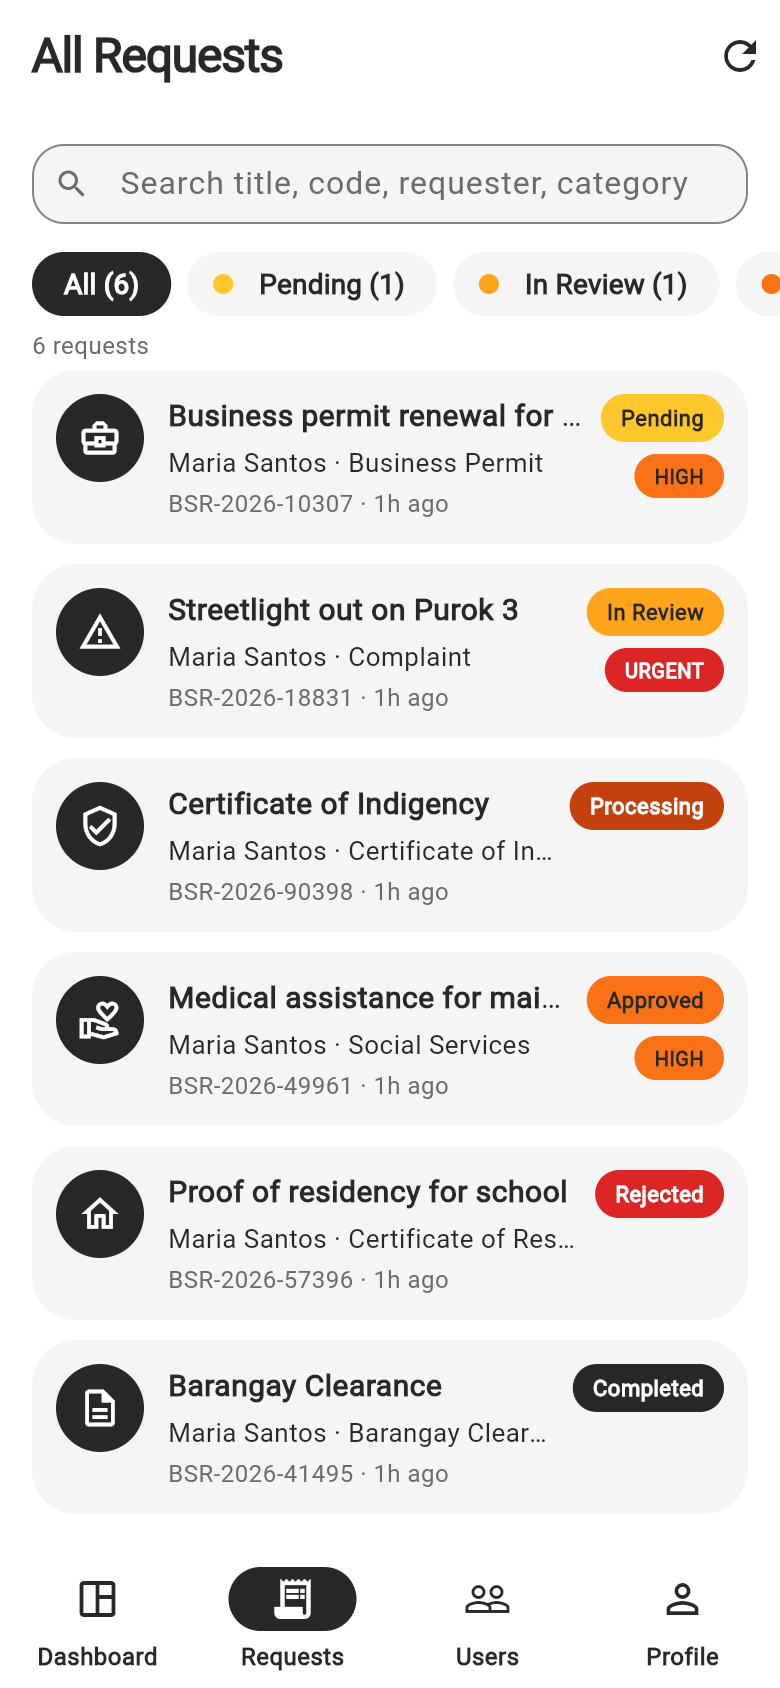 All Requests
Search title, code, requester, category
All (6)
Pending (1)
In Review (1)
6 requests
Business permit renewal for ...
Pending
Maria Santos · Business Permit
HIGH
BSR-2026-10307 · 1h ago
Streetlight out on Purok 3
In Review
Maria Santos · Complaint
URGENT
BSR-2026-18831 · 1h ago
Certificate of Indigency
Processing
Maria Santos · Certificate of In...
BSR-2026-90398 · 1h ago
Medical assistance for mai...
Approved
Maria Santos · Social Services
HIGH
BSR-2026-49961 · 1h ago
Proof of residency for school
Rejected
Maria Santos · Certificate of Res...
BSR-2026-57396 · 1h ago
Barangay Clearance
Completed
Maria Santos · Barangay Clear...
BSR-2026-41495 · 1h ago
Dashboard
Requests
Users
Profile